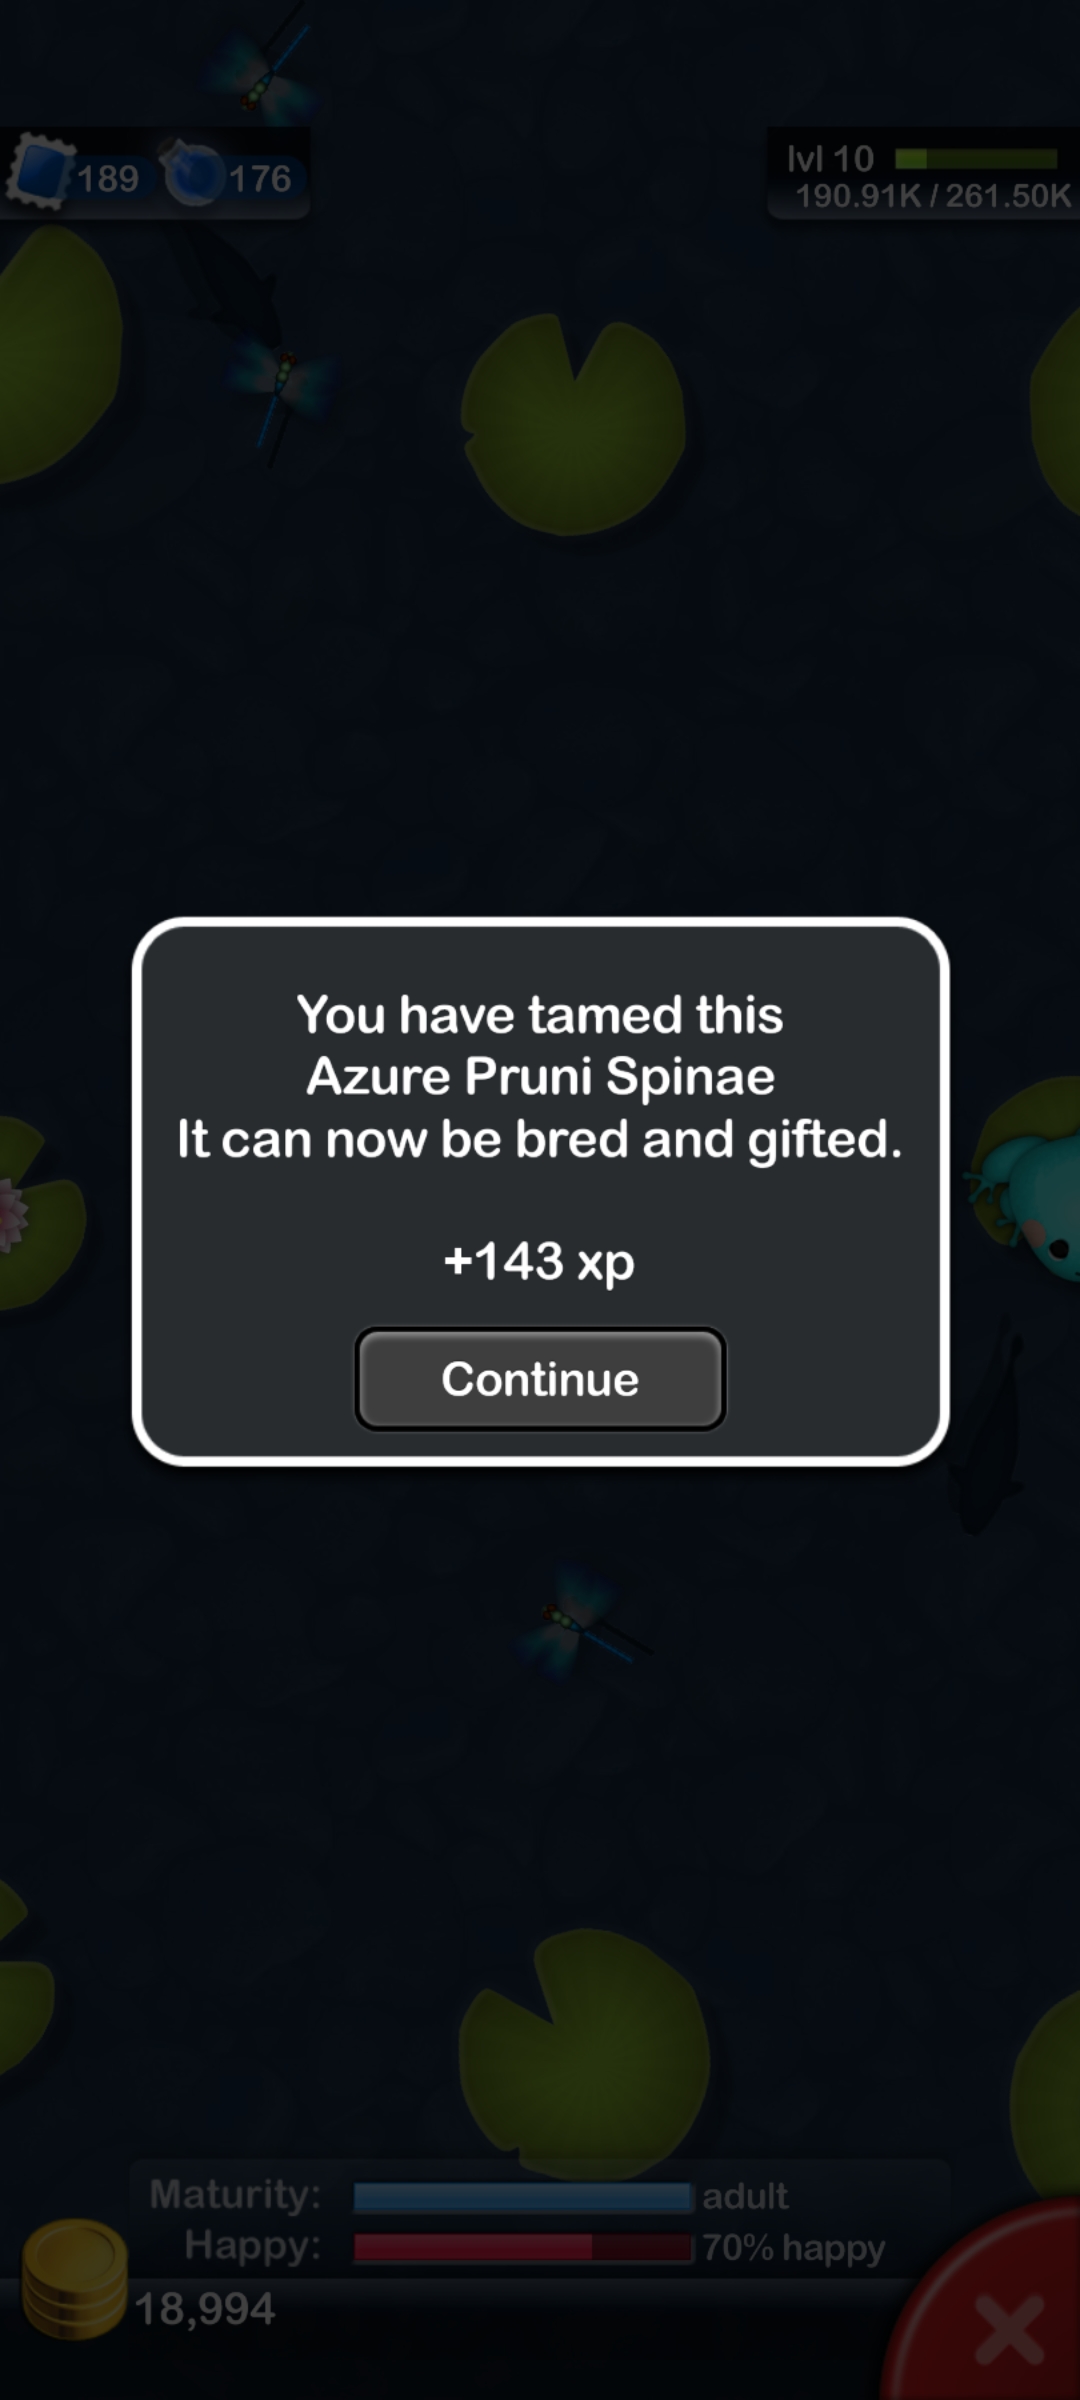 189 176
lvl 10
190.91K / 261.50K
You have tamed this
Azure Pruni Spinae
It can now be bred and gifted.
+143 xp
Continue
Maturity: adult
Happy: 70% happy
18,994